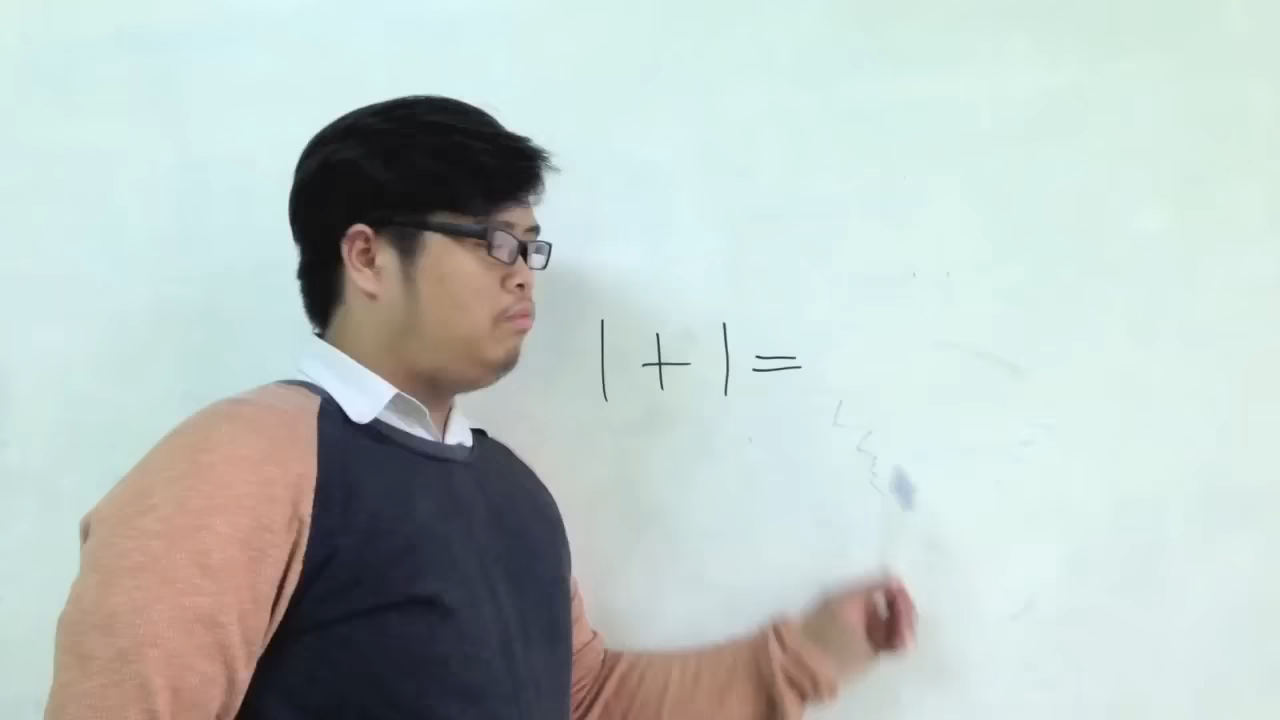 1 + 1 =